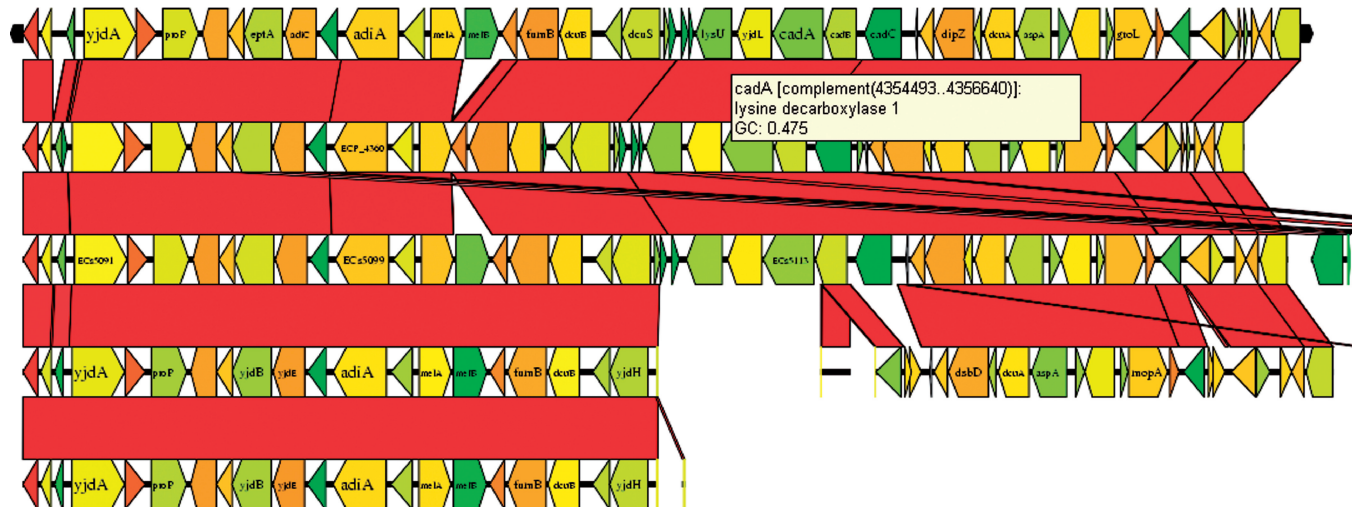 yjdA proP eptA adiC adiA melA melB fumB dcuB dcuS lysU yjdL cadA cadB cadC dipZ dcuA aspA groL
cadA [complement(4354493..4356640)]:
lysine decarboxylase 1
GC: 0.475
ECP_4360
ECs5091 ECs5099 ECs5113
yjdA proP yjdB yjdE adiA melA melB fumB dcuB yjdH dsbD dcuA aspA mopA
yjdA proP yjdB yjdE adiA melA melB fumB dcuB yjdH